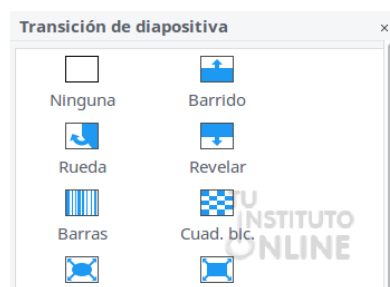 Transición de diapositiva ×
Ninguna Barrido
Rueda Revelar
Barras Cuad. bic.
TU
INSTITUTO
ONLINE